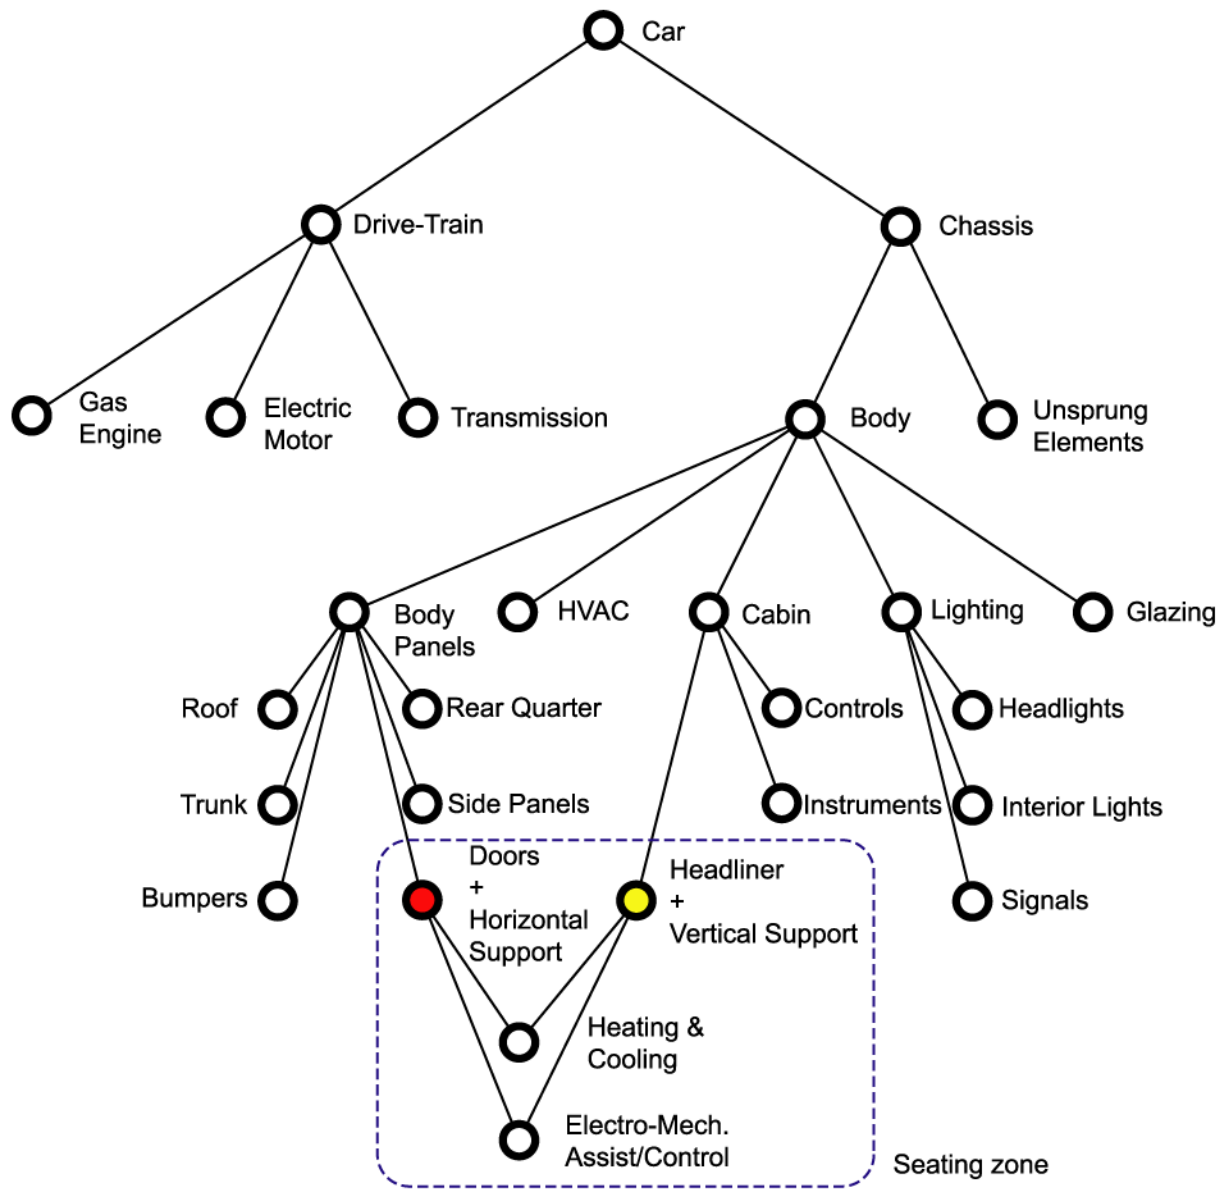 Car
Drive-Train
Chassis
Gas
Engine
Electric
Motor
Transmission
Body
Unsprung
Elements
Body
Panels
HVAC
Cabin
Lighting
Glazing
Roof
Rear Quarter
Controls
Headlights
Trunk
Side Panels
Instruments
Interior Lights
Bumpers
Doors
+
Horizontal
Support
Headliner
+
Vertical Support
Signals
Heating &
Cooling
Electro-Mech.
Assist/Control
Seating zone